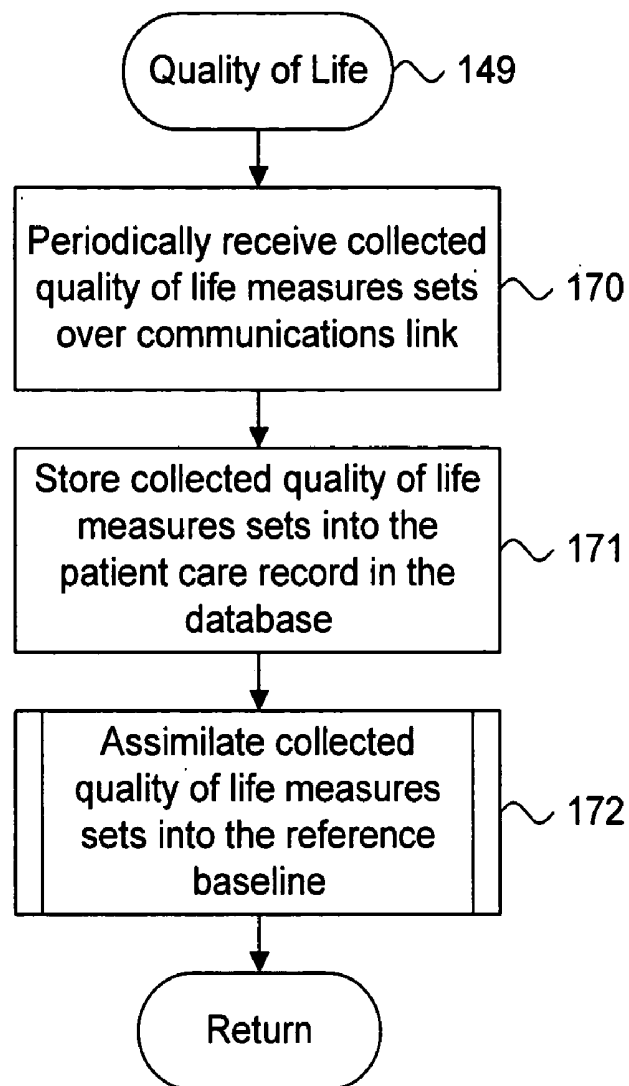 Quality of Life
149
Periodically receive collected
quality of life measures sets
over communications link
170
Store collected quality of life
measures sets into the
patient care record in the
database
171
Assimilate collected
quality of life measures
sets into the reference
baseline
172
Return